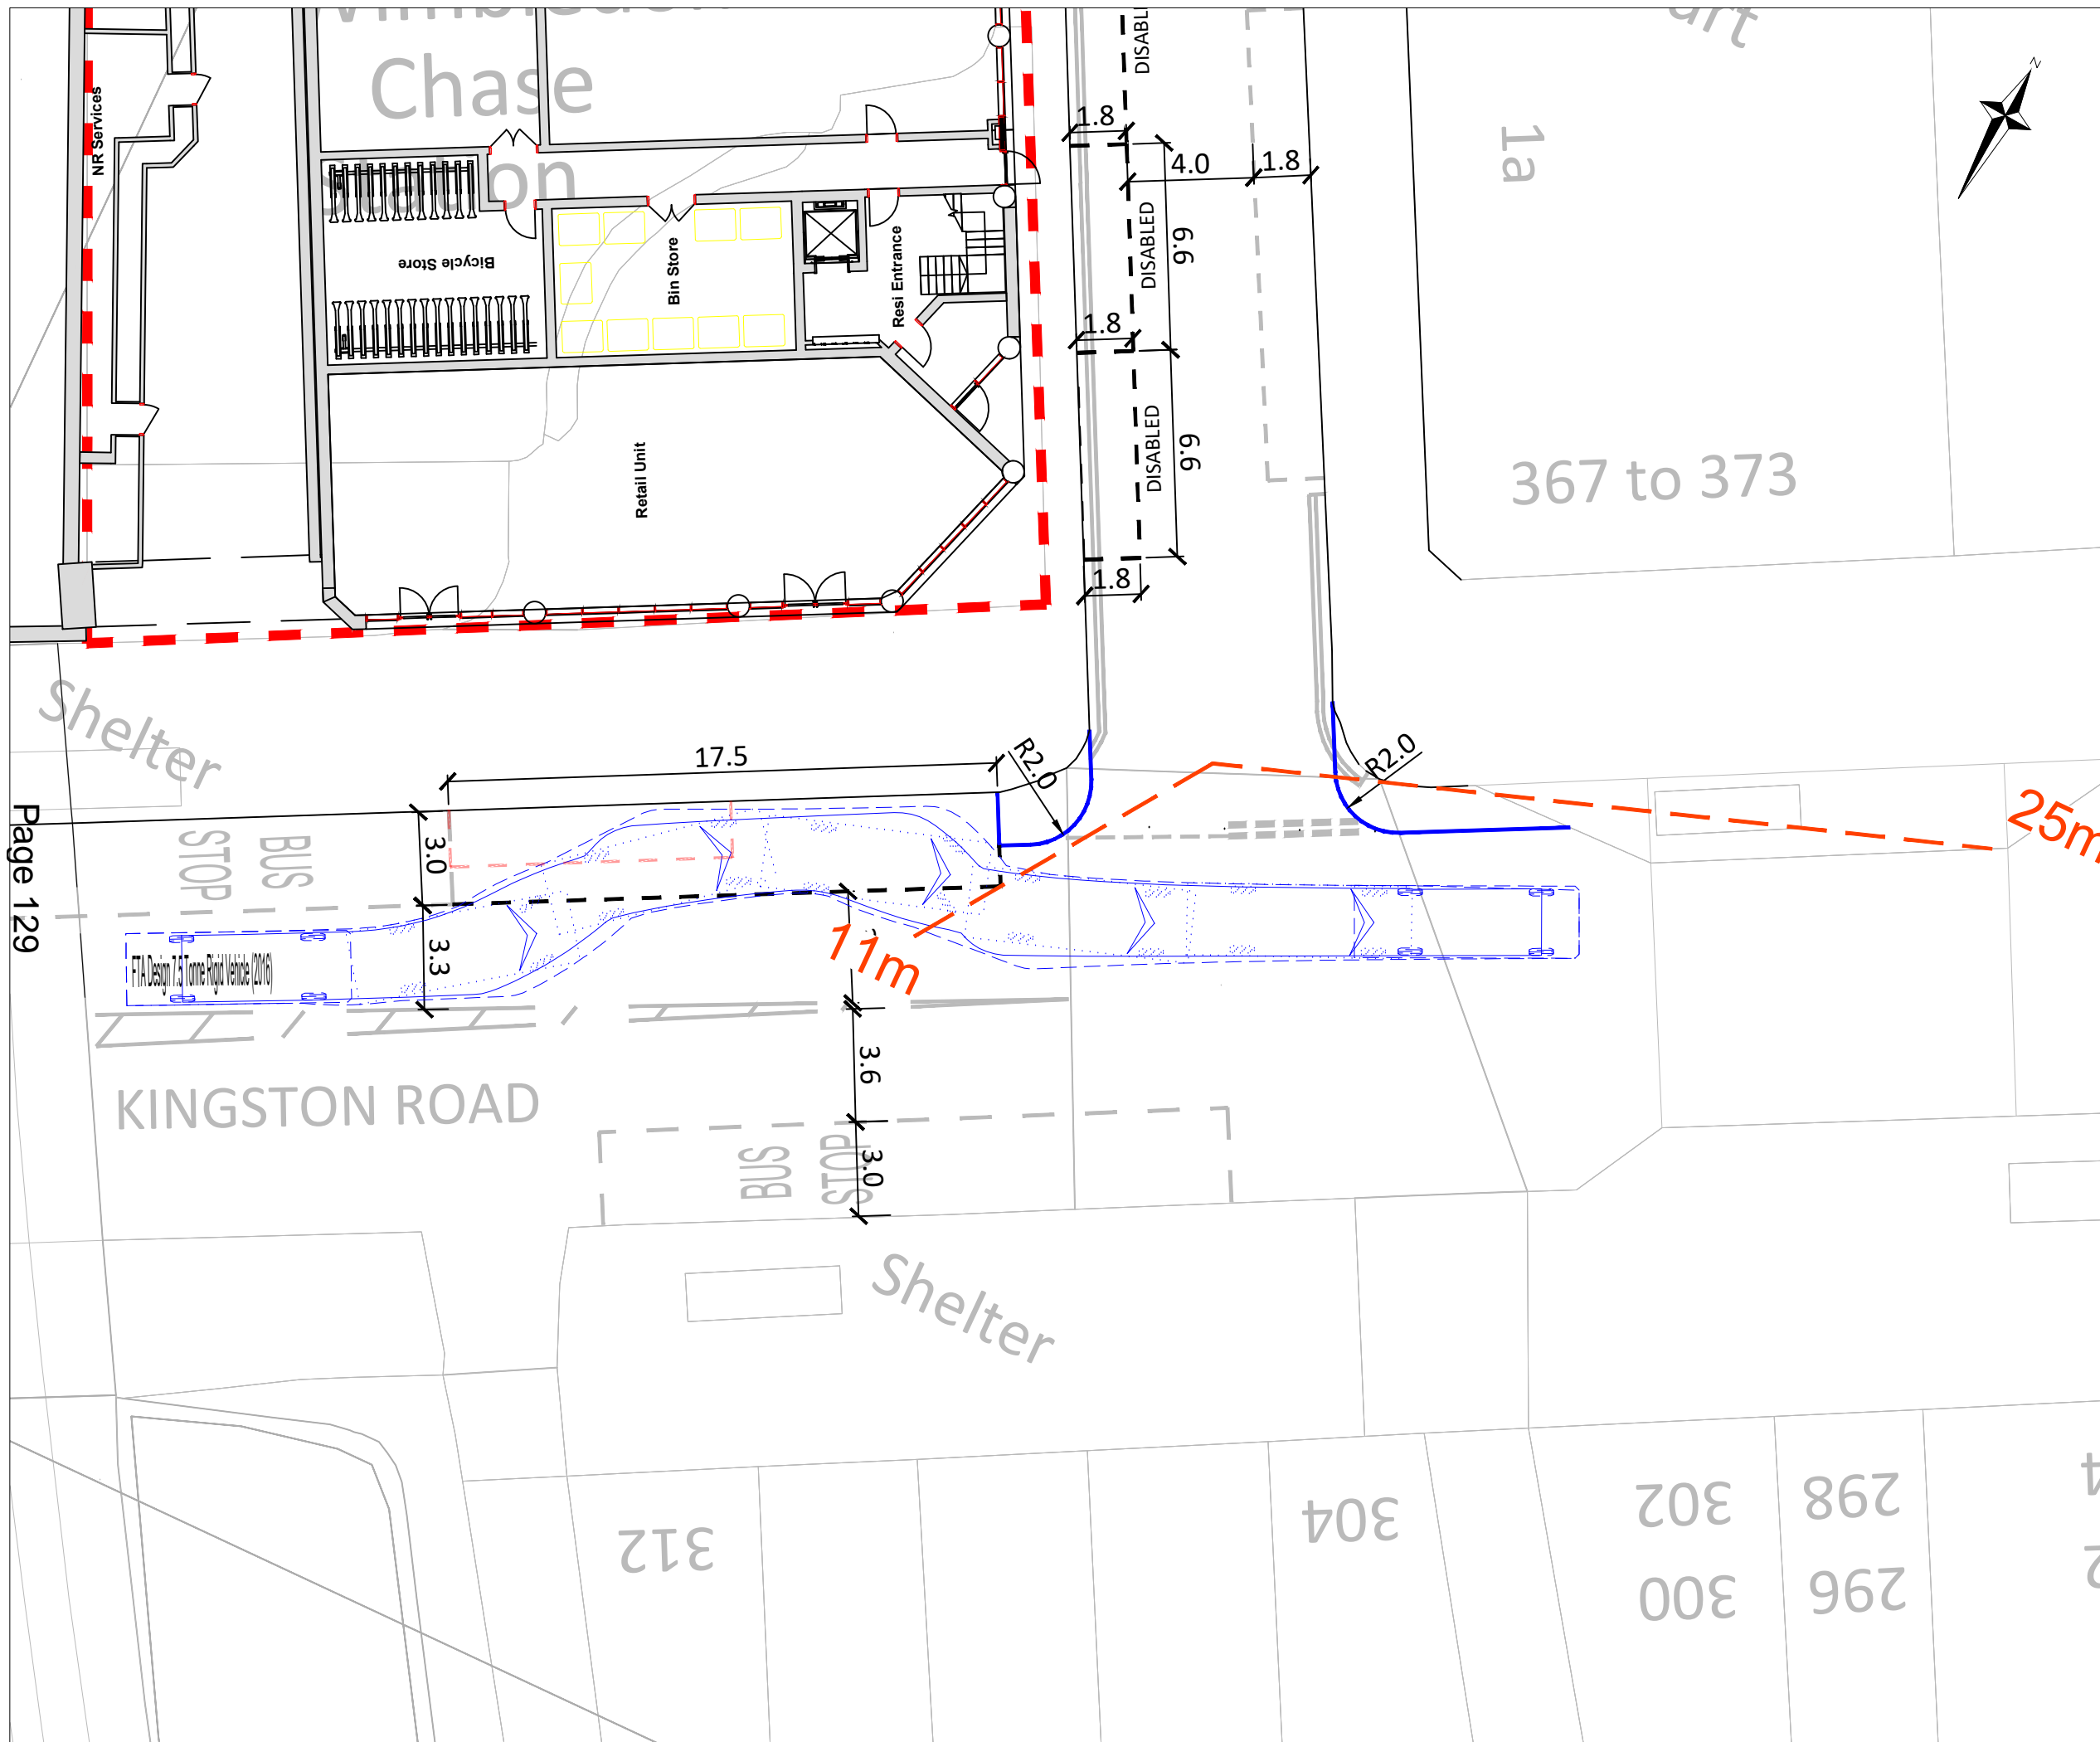 Chase
Station
NR Services
Bicycle Store
Bin Store
Resi Entrance
Retail Unit
DISABLED
DISABLED
1.8
4.0
1.8
6.6
1.8
6.6
1.8
N
1a
367 to 373
Shelter
17.5
R2.0
R2.0
25m
Page 129
BUS
STOP
3.0
3.3
FTA Design 7.5 Tonne Rigid Vehicle (2016)
11m
3.6
3.0
KINGSTON ROAD
BUS
STOP
Shelter
312
304
302
298
300
296